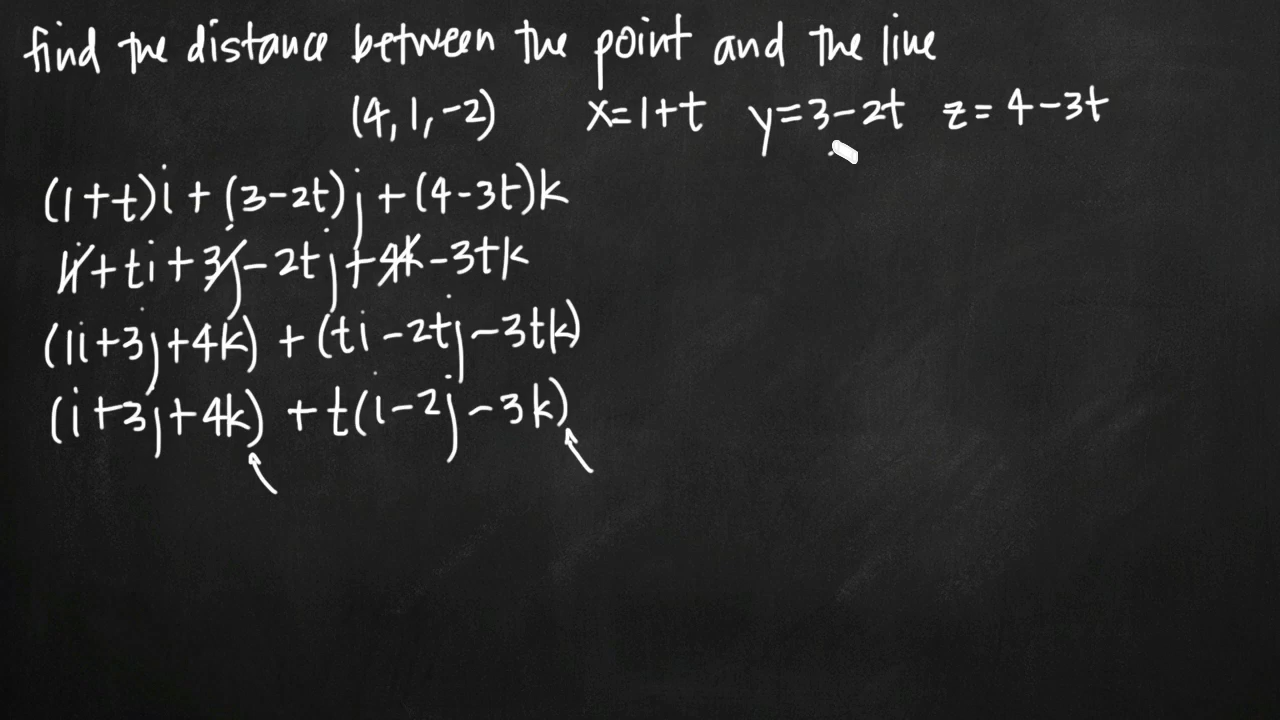 find the distance between the point and the line
(4, 1, -2) x=1+t y=3-2t z=4-3t
(1+t)i+(3-2t)j+(4-3t)k
1i+ti+3j-2tj+4k-3tk
(1i+3j+4k)+(ti-2tj-3tk)
(i+3j+4k)+t(i-2j-3k)